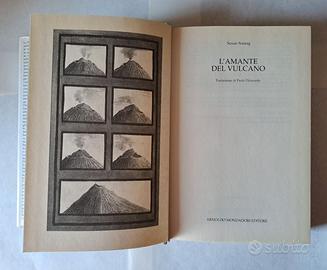 Susan Sontag
L'AMANTE
DEL VULCANO
Traduzione di Paolo Dilonardo
ARNOLDO MONDADORI EDITORE
subito